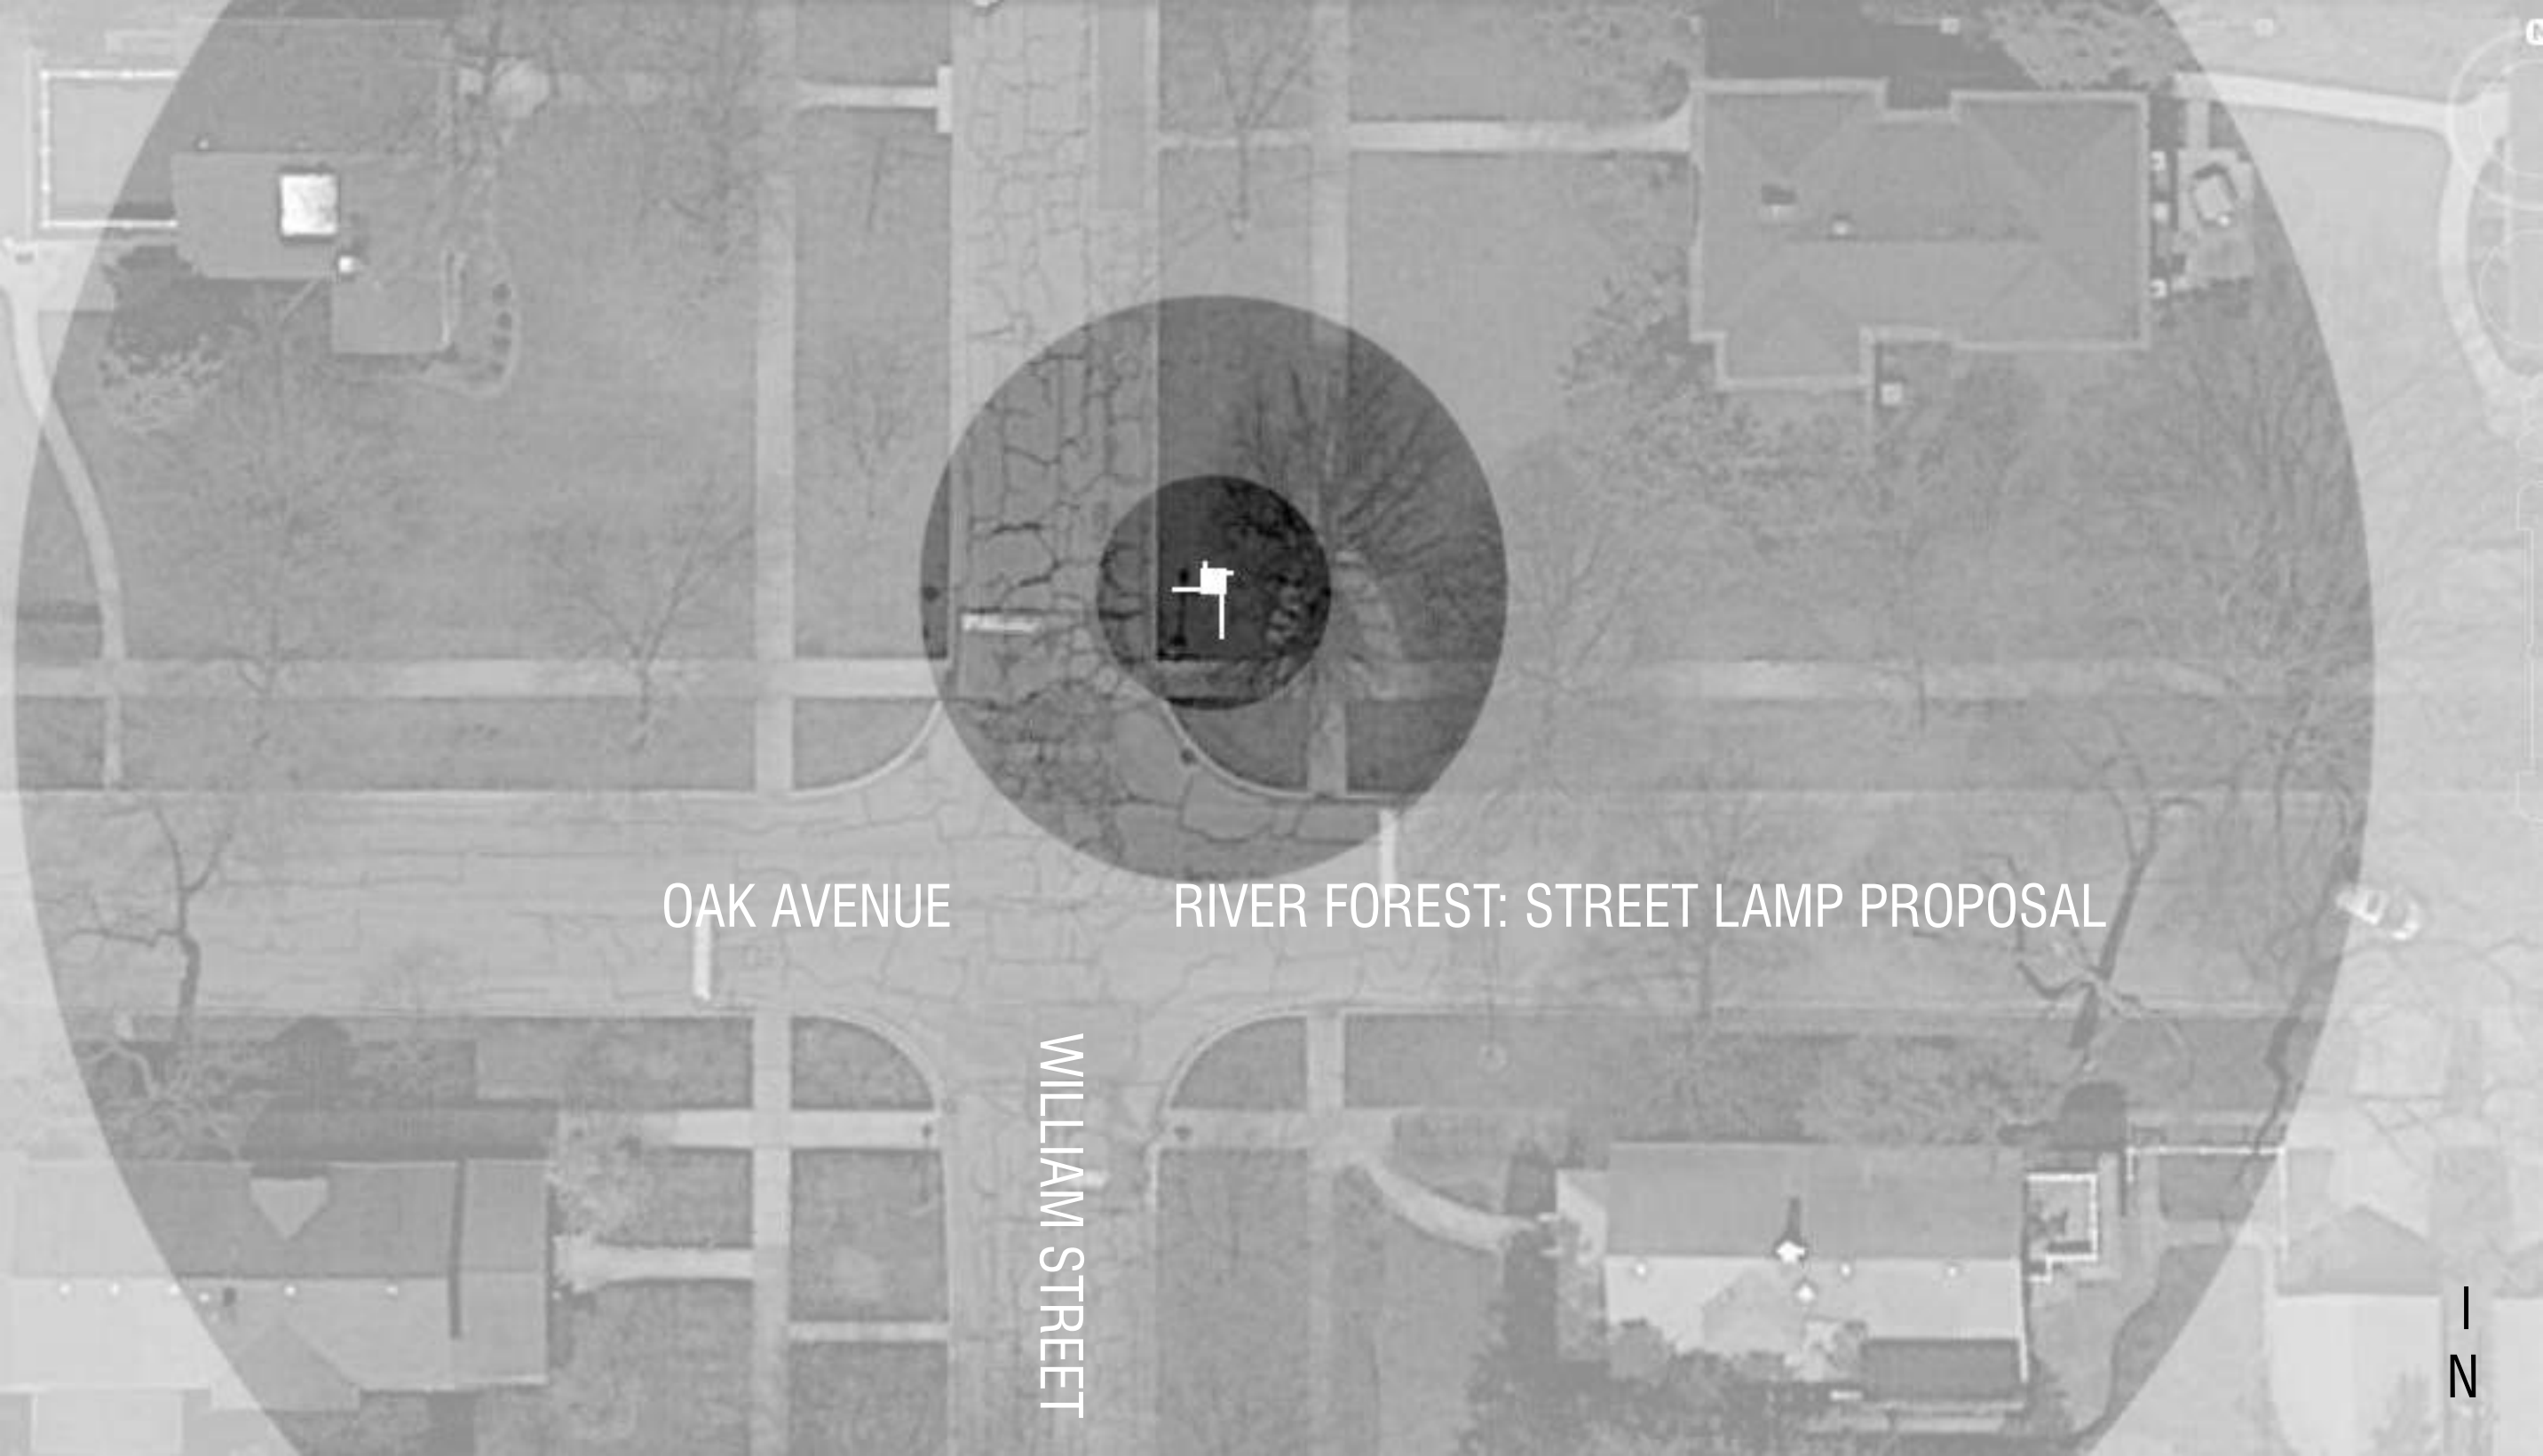 OAK AVENUE
RIVER FOREST: STREET LAMP PROPOSAL
WILLIAM STREET
I
N